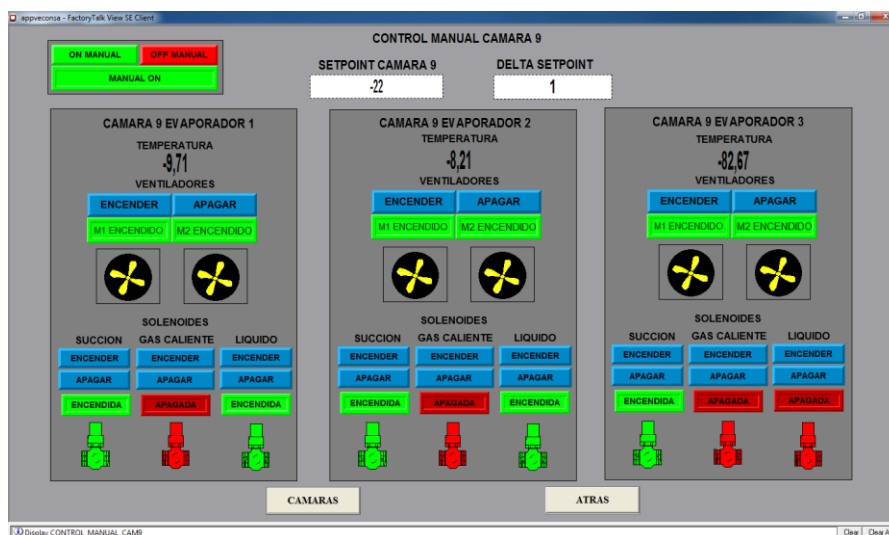 appveconsa - FactoryTalk View SE Client
CONTROL MANUAL CAMARA 9
ON MANUAL OFF MANUAL
MANUAL ON
SETPOINT CAMARA 9 DELTA SETPOINT
-22 1
CAMARA 9 EVAPORADOR 1
TEMPERATURA
-9,71
VENTILADORES
ENCENDER APAGAR
M1 ENCENDIDO M2 ENCENDIDO
SOLENOIDES
SUCCION GAS CALIENTE LIQUIDO
ENCENDER ENCENDER ENCENDER
APAGAR APAGAR APAGAR
ENCENDIDA APAGADA ENCENDIDA
CAMARA 9 EVAPORADOR 2
TEMPERATURA
-8,21
VENTILADORES
ENCENDER APAGAR
M1 ENCENDIDO M2 ENCENDIDO
SOLENOIDES
SUCCION GAS CALIENTE LIQUIDO
ENCENDER ENCENDER ENCENDER
APAGAR APAGAR APAGAR
ENCENDIDA APAGADA ENCENDIDA
CAMARA 9 EVAPORADOR 3
TEMPERATURA
-82,67
VENTILADORES
ENCENDER APAGAR
M1 ENCENDIDO M2 ENCENDIDO
SOLENOIDES
SUCCION GAS CALIENTE LIQUIDO
ENCENDER ENCENDER ENCENDER
APAGAR APAGAR APAGAR
ENCENDIDA APAGADA APAGADA
CAMARAS ATRAS
Display CONTROL_MANUAL_CAM9 Clear Clear A